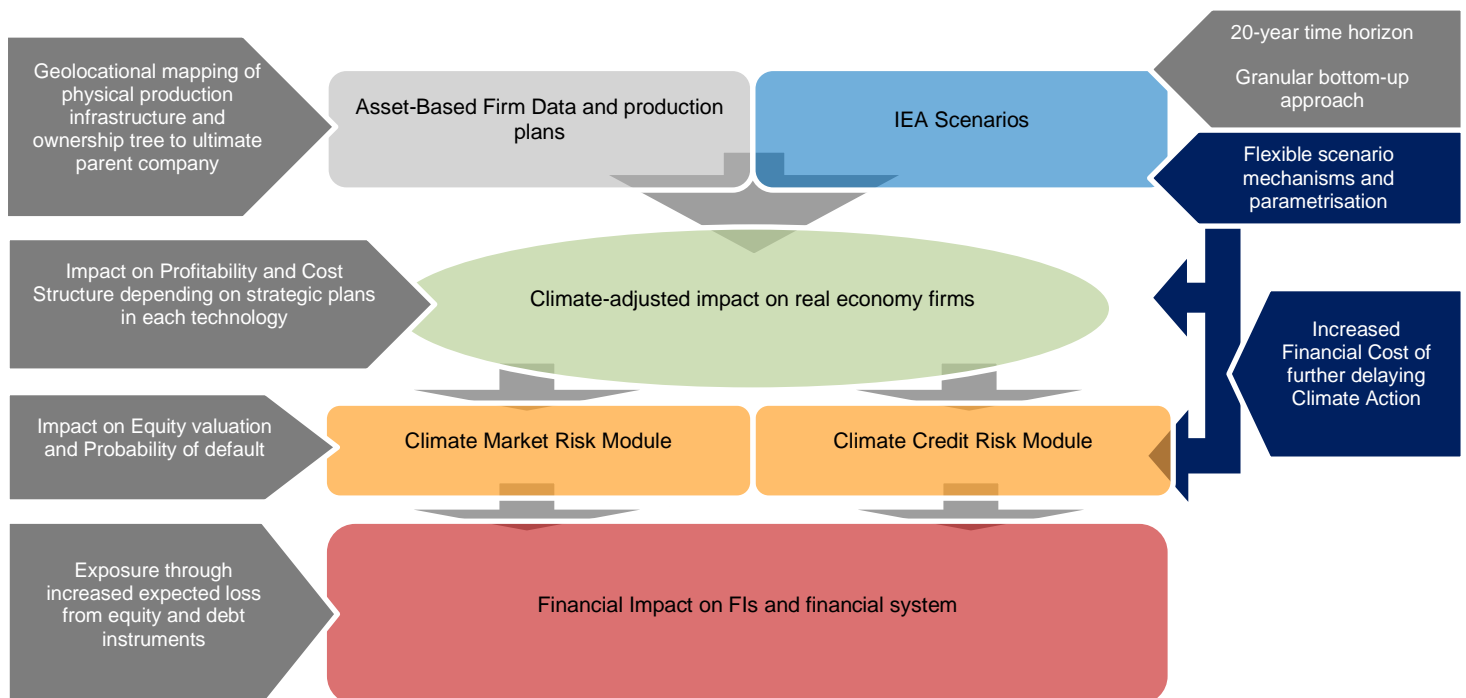 Geolocational mapping of
physical production
infrastructure and
ownership tree to ultimate
parent company
Asset-Based Firm Data and production
plans
IEA Scenarios
20-year time horizon
Granular bottom-up
approach
Flexible scenario
mechanisms and
parametrisation
Impact on Profitability and Cost
Structure depending on strategic plans
in each technology
Climate-adjusted impact on real economy firms
Increased
Financial Cost of
further delaying
Climate Action
Impact on Equity valuation
and Probability of default
Climate Market Risk Module
Climate Credit Risk Module
Exposure through
increased expected loss
from equity and debt
instruments
Financial Impact on FIs and financial system